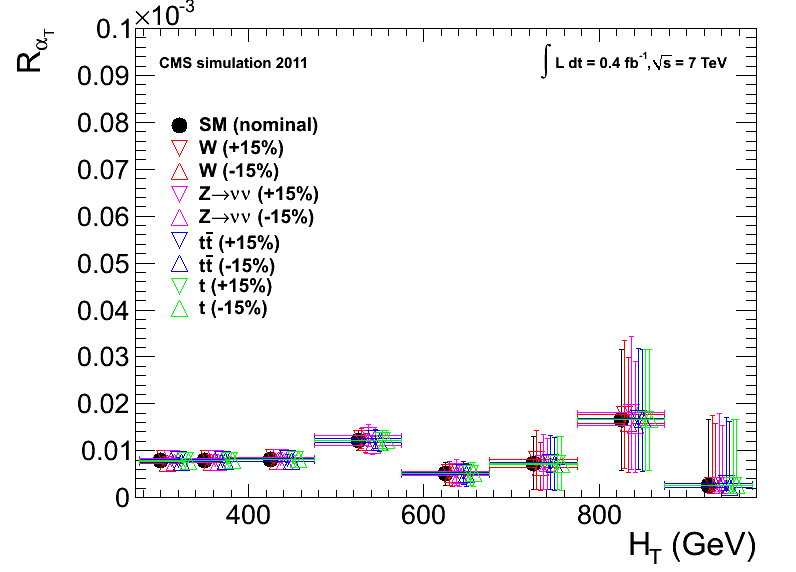 0.1×10⁻³
R_{α_T}
CMS simulation 2011
∫ L dt = 0.4 fb⁻¹, √s = 7 TeV
0.09
0.08
0.07
0.06
0.05
0.04
0.03
0.02
0.01
0
SM (nominal)
W (+15%)
W (-15%)
Z→νν (+15%)
Z→νν (-15%)
tt̄ (+15%)
tt̄ (-15%)
t (+15%)
t (-15%)
400 600 800
H_T (GeV)